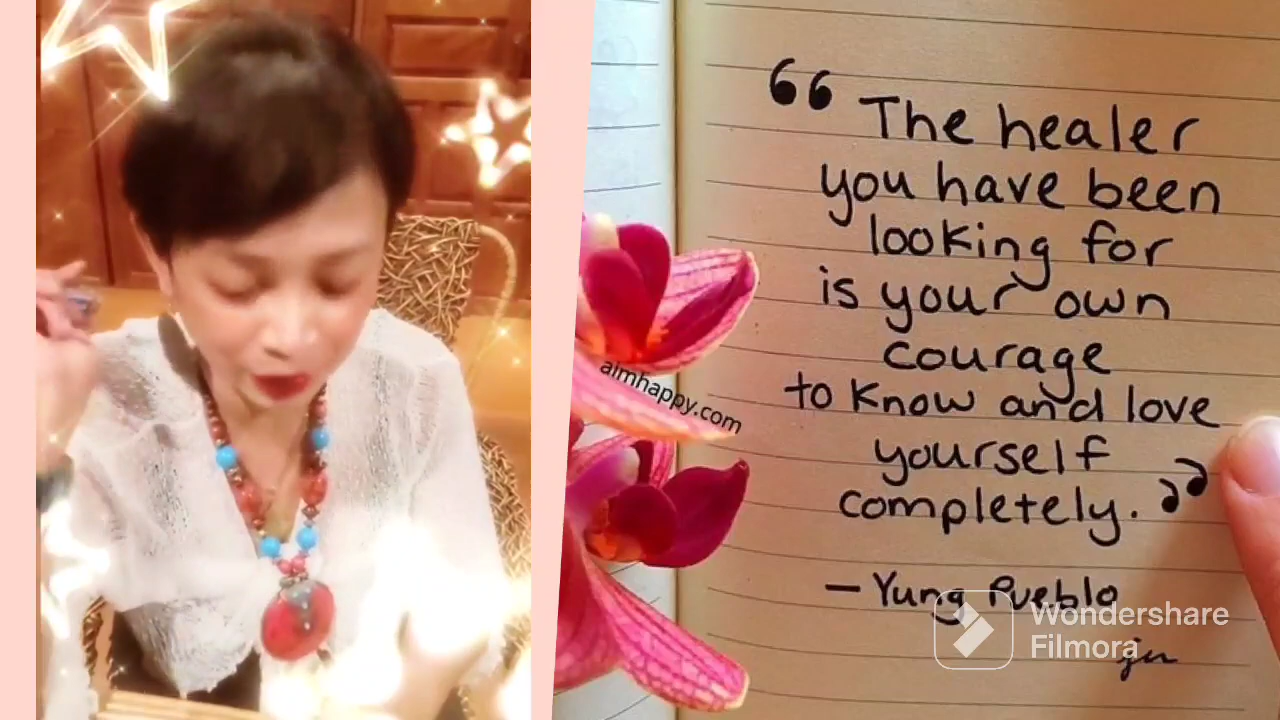 “ The healer
you have been
looking for
is your own
courage
to know and love
yourself
completely. ”
— Yung Pueblo
aimhappy.com
Wondershare
Filmora